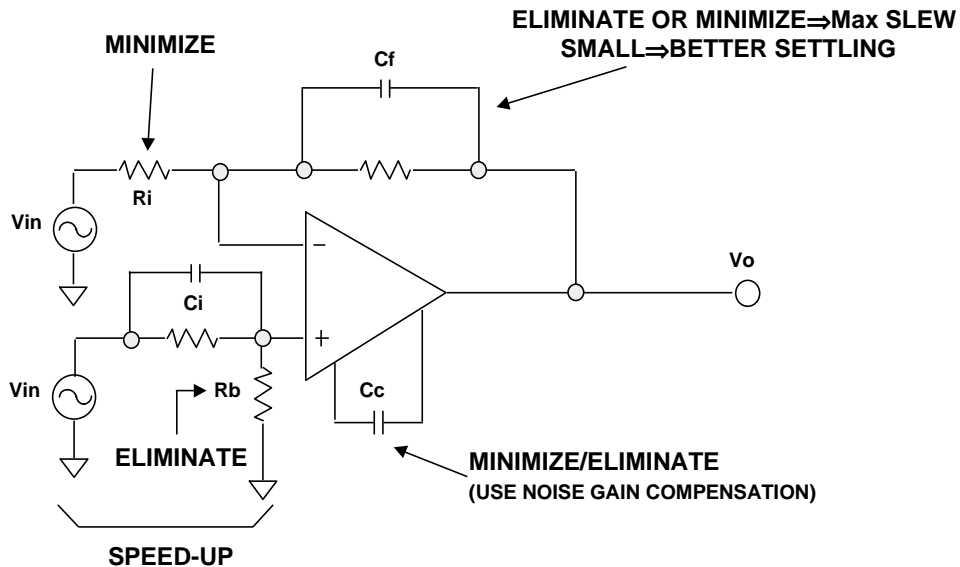 ELIMINATE OR MINIMIZE⇒Max SLEW
SMALL⇒BETTER SETTLING
MINIMIZE
Cf
Ri
Vin
−
Vo
Ci
+
Vin
Rb
Cc
ELIMINATE
MINIMIZE/ELIMINATE
(USE NOISE GAIN COMPENSATION)
SPEED-UP